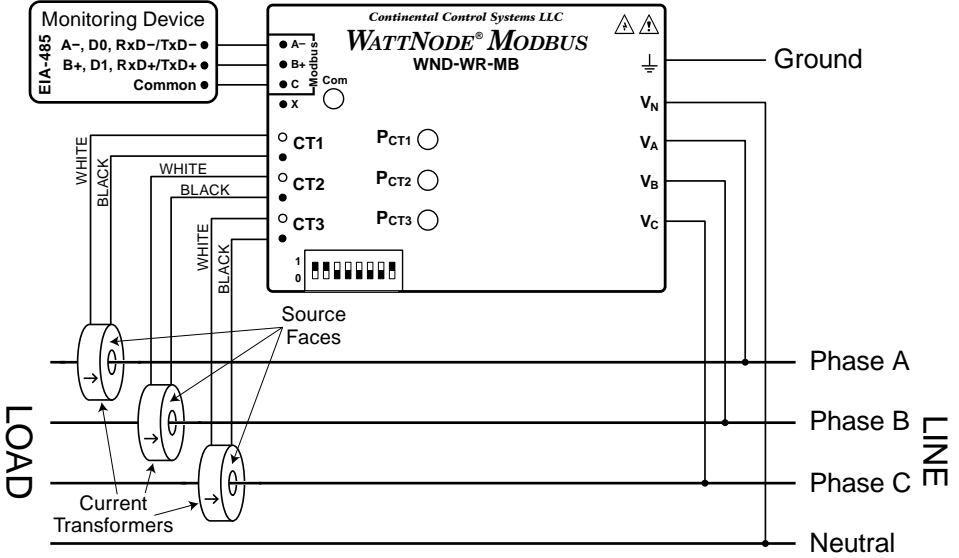 Monitoring Device
EIA-485
A−, D0, RxD−/TxD−
B+, D1, RxD+/TxD+
Common
Continental Control Systems LLC
WATTNODE® MODBUS
WND-WR-MB
A−
B+
C
X
Modbus
Com
Ground
VN
VA
VB
VC
CT1
CT2
CT3
PCT1
PCT2
PCT3
WHITE
BLACK
WHITE
BLACK
WHITE
BLACK
1
0
Source
Faces
Phase A
Phase B
Phase C
Neutral
LOAD
LINE
Current
Transformers